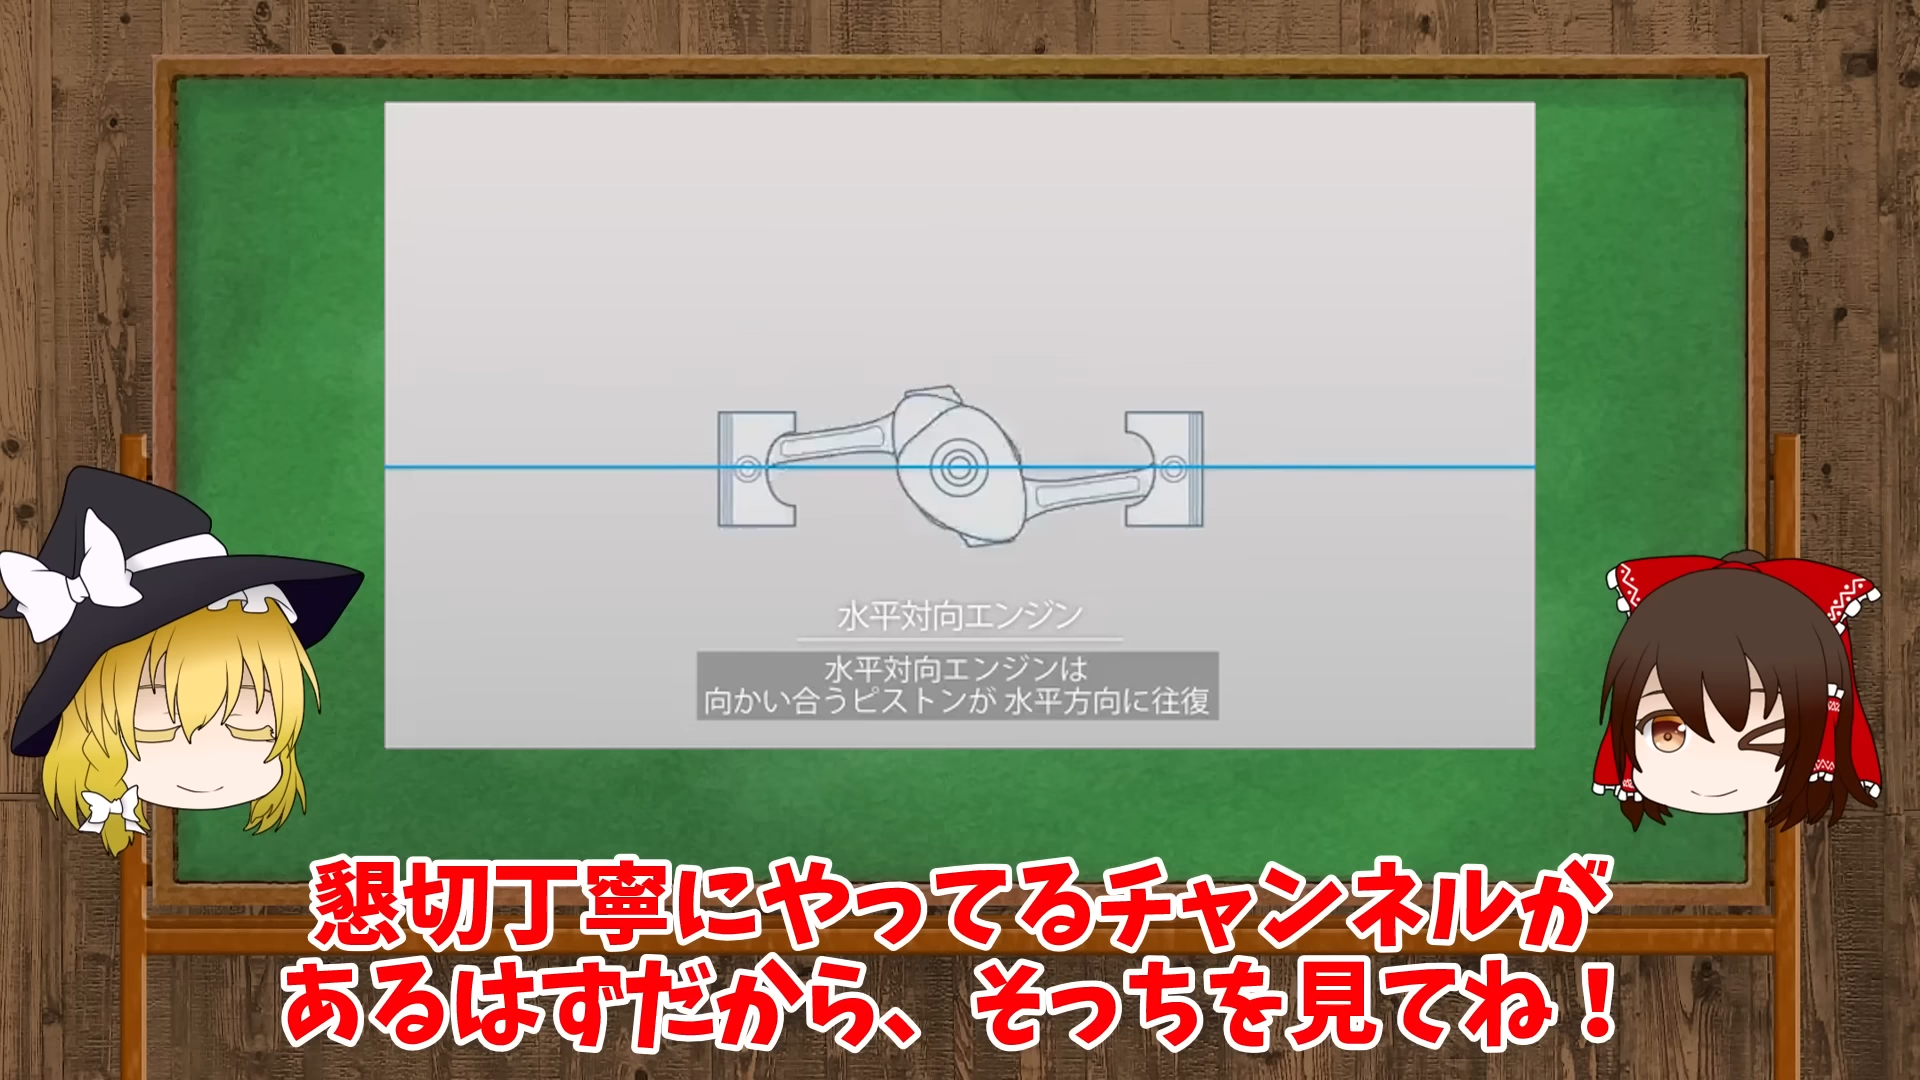 水平対向エンジン
水平対向エンジンは
向かい合うピストンが 水平方向に往復
懇切丁寧にやってるチャンネルが
あるはずだから、そっちを見てね！